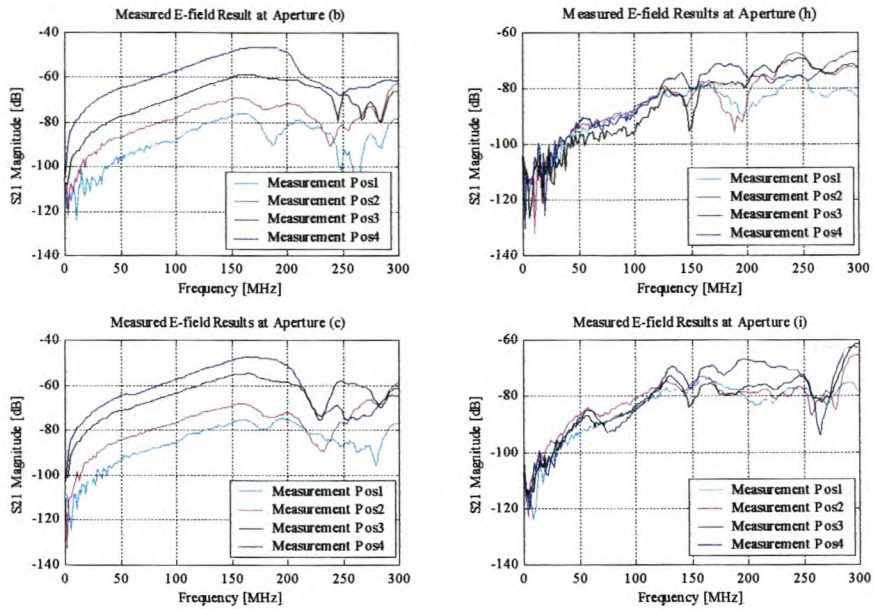 Measured E-field Result at Aperture (b)
-40
-60
-80
-100
-120
-140
S21 Magnitude [dB]
Measurement Pos1
Measurement Pos2
Measurement Pos3
Measurement Pos4
0 50 100 150 200 250 300
Frequency [MHz]
Measured E-field Results at Aperture (h)
-60
-80
-100
-120
-140
S21 Magnitude [dB]
Measurement Pos1
Measurement Pos2
Measurement Pos3
Measurement Pos4
0 50 100 150 200 250 300
Frequency [MHz]
Measured E-field Results at Aperture (c)
-40
-60
-80
-100
-120
-140
S21 Magnitude [dB]
Measurement Pos1
Measurement Pos2
Measurement Pos3
Measurement Pos4
0 50 100 150 200 250 300
Frequency [MHz]
Measured E-field Results at Aperture (i)
-60
-80
-100
-120
-140
S21 Magnitude [dB]
Measurement Pos1
Measurement Pos2
Measurement Pos3
Measurement Pos4
0 50 100 150 200 250 300
Frequency [MHz]